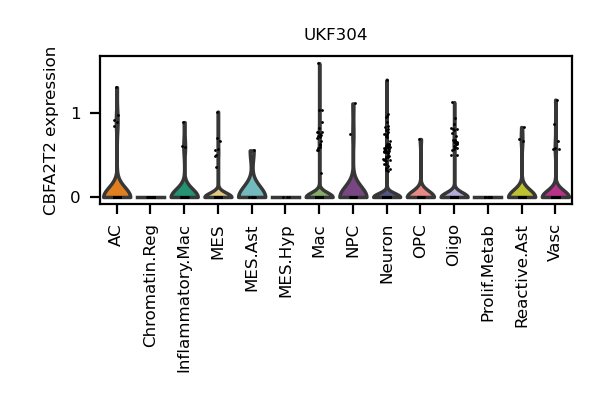 UKF304
CBFA2T2 expression
1
0
AC
Chromatin.Reg
Inflammatory.Mac
MES
MES.Ast
MES.Hyp
Mac
NPC
Neuron
OPC
Oligo
Prolif.Metab
Reactive.Ast
Vasc